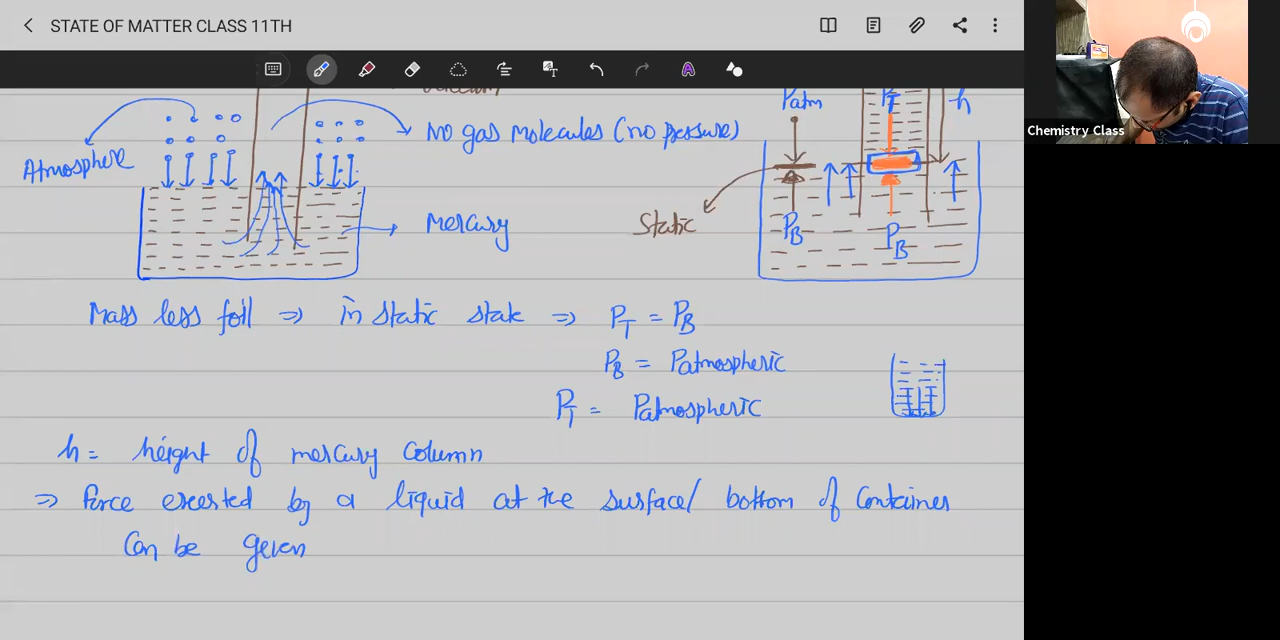 STATE OF MATTER CLASS 11TH
Chemistry Class
Atmosphere
No gas Molecules (no pressure)
Mercury
Patm
PT
h
Static
PB
PB
Mass less foil ⇒ in static state ⇒ PT = PB
PB = Patmospheric
PT = Patmospheric
h = height of mercury column
⇒ Force exerted by a liquid at the surface/ bottom of container
Can be geven